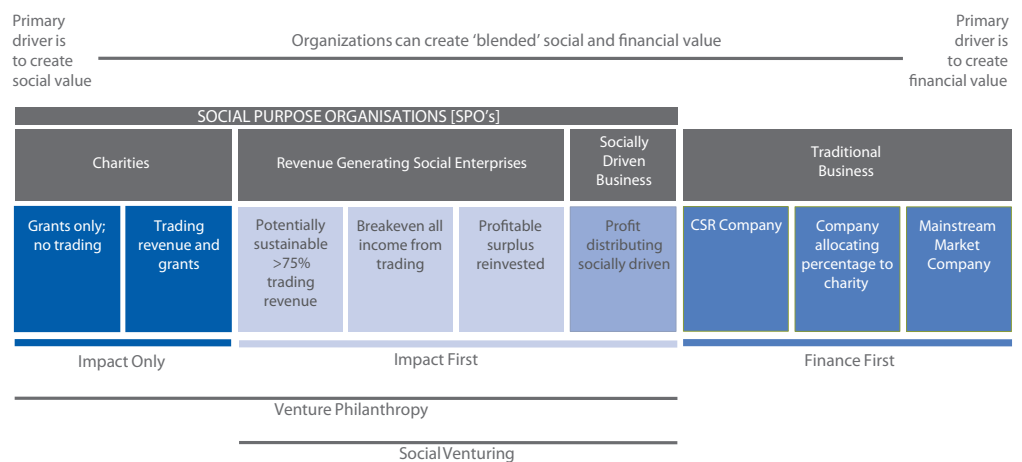 Primary
driver is
to create
social value
Organizations can create ‘blended’ social and financial value
Primary
driver is
to create
financial value
SOCIAL PURPOSE ORGANISATIONS [SPO’s]
Charities
Revenue Generating Social Enterprises
Socially
Driven
Business
Traditional
Business
Grants only;
no trading
Trading
revenue and
grants
Potentially
sustainable
>75%
trading
revenue
Breakeven all
income from
trading
Profitable
surplus
reinvested
Profit
distributing
socially driven
CSR Company
Company
allocating
percentage to
charity
Mainstream
Market
Company
Impact Only
Impact First
Finance First
Venture Philanthropy
Social Venturing